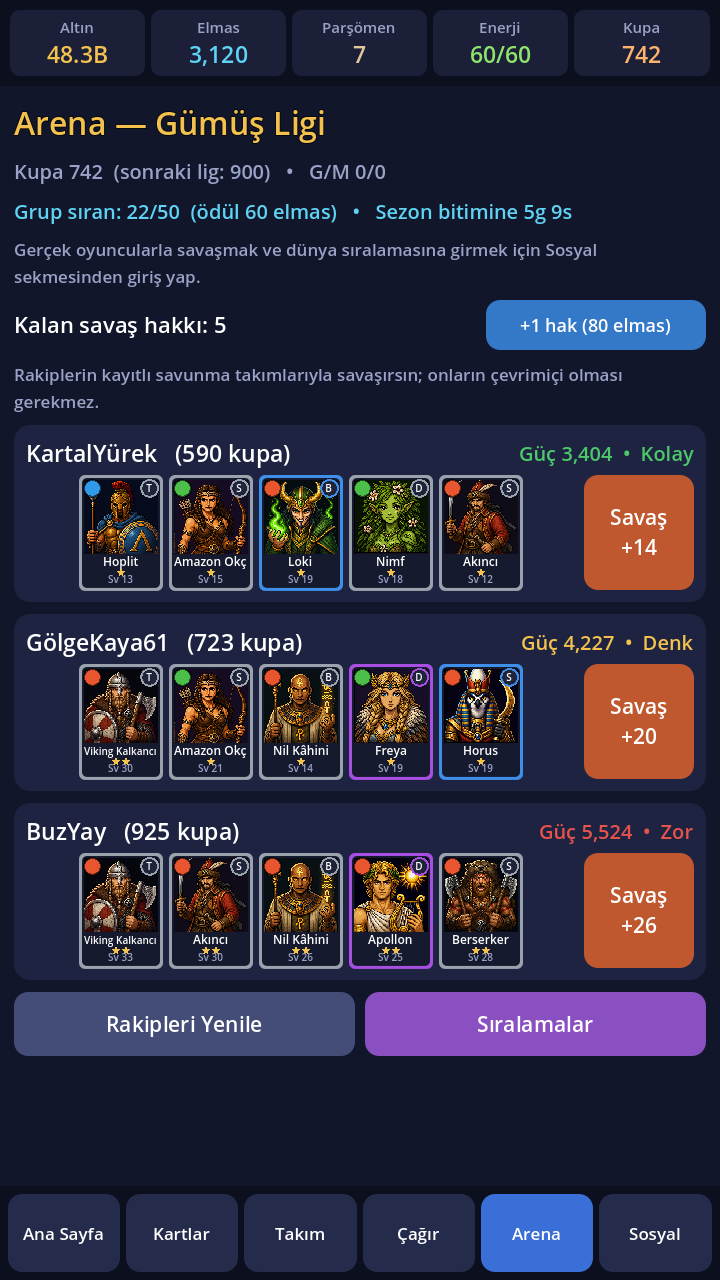 Altın Elmas Parşömen Enerji Kupa
48.3B 3,120 7 60/60 742
Arena — Gümüş Ligi
Kupa 742 (sonraki lig: 900) • G/M 0/0
Grup sıran: 22/50 (ödül 60 elmas) • Sezon bitimine 5g 9s
Gerçek oyuncularla savaşmak ve dünya sıralamasına girmek için Sosyal
sekmesinden giriş yap.
Kalan savaş hakkı: 5
+1 hak (80 elmas)
Rakiplerin kayıtlı savunma takımlarıyla savaşırsın; onların çevrimiçi olması
gerekmez.
KartalYürek (590 kupa) Güç 3,404 • Kolay
T S B D S
Hoplit Amazon Okç Loki Nimf Akıncı
Sv 13 Sv 15 Sv 19 Sv 18 Sv 12
Savaş
+14
GölgeKaya61 (723 kupa) Güç 4,227 • Denk
T S B D S
Viking Kalkancı Amazon Okç Nil Kâhini Freya Horus
Sv 30 Sv 21 Sv 14 Sv 19 Sv 19
Savaş
+20
BuzYay (925 kupa) Güç 5,524 • Zor
T S B D S
Viking Kalkancı Akıncı Nil Kâhini Apollon Berserker
Sv 33 Sv 30 Sv 26 Sv 25 Sv 28
Savaş
+26
Rakipleri Yenile Sıralamalar
Ana Sayfa Kartlar Takım Çağır Arena Sosyal